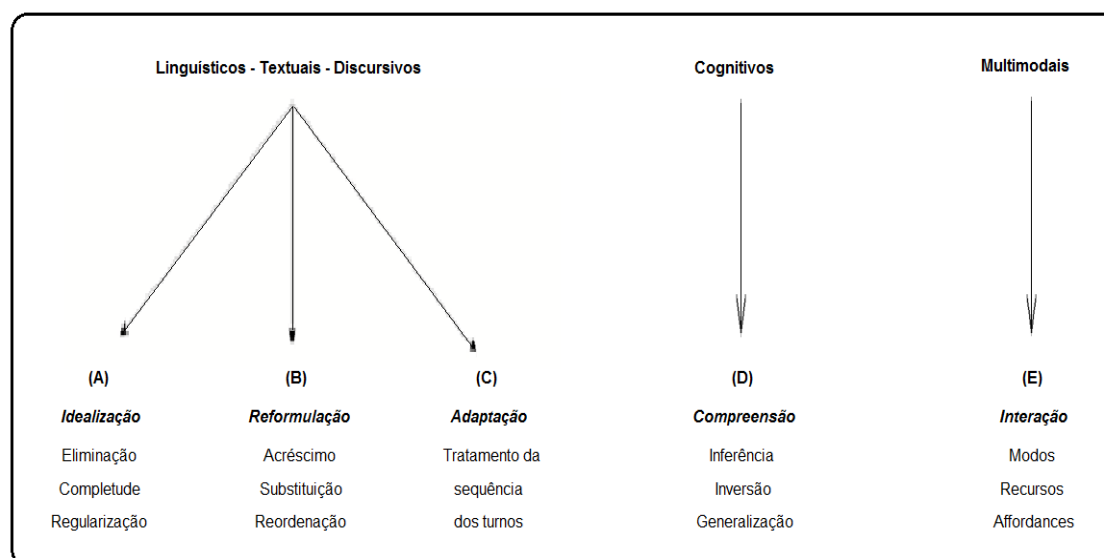 Linguísticos - Textuais - Discursivos
Cognitivos
Multimodais
(A)
Idealização
Eliminação
Completude
Regularização
(B)
Reformulação
Acréscimo
Substituição
Reordenação
(C)
Adaptação
Tratamento da
sequência
dos turnos
(D)
Compreensão
Inferência
Inversão
Generalização
(E)
Interação
Modos
Recursos
Affordances